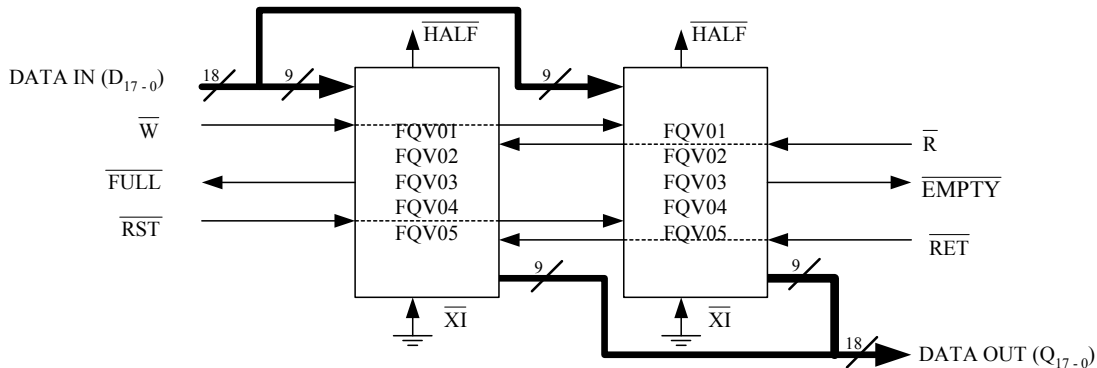 HALF
HALF
DATA IN (D17 - 0)
18
9
9
W
FQV01
FQV02
FQV03
FQV04
FQV05
FQV01
FQV02
FQV03
FQV04
FQV05
R
FULL
EMPTY
RST
RET
9
9
XI
XI
18
DATA OUT (Q17 - 0)